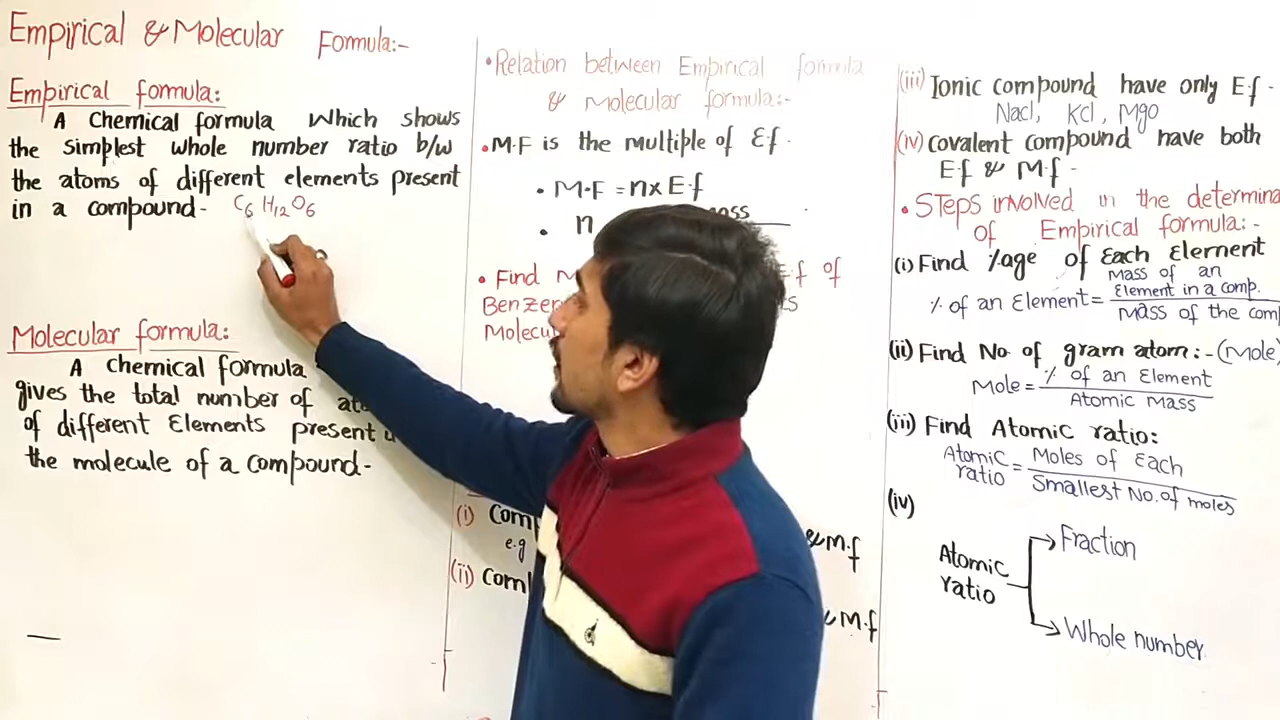 Empirical & Molecular Formula:-
Empirical formula:
A Chemical formula Which shows
the simplest whole number ratio b/w
the atoms of different elements present
in a compound- C6 H12 O6
Molecular formula:
A Chemical formula
gives the total number of
of different Elements present
the molecule of a compound-
• Relation between Empirical formula
& Molecular formula:-
• M.F is the multiple of E.f.
• M.F = n x E.f
• n
• Find
E.f of
(i)
e.g
& M.f
(ii)
M.f
(iii) Ionic compound have only E.f-
Nacl, Kcl, Mgo
(iv) covalent compound have both
E.f & M.f-
• Steps involved in the determina
of Empirical formula:-
(i) Find %age of Each Elernent
% of an Element = Mass of an Element in a comp. / Mass of the com
(ii) Find No. of gram atom:- (Mole)
Mole = % of an Element / Atomic Mass
(iii) Find Atomic ratio:
Atomic ratio = Moles of Each / Smallest No. of moles
(iv)
Atomic ratio
Fraction
Whole number